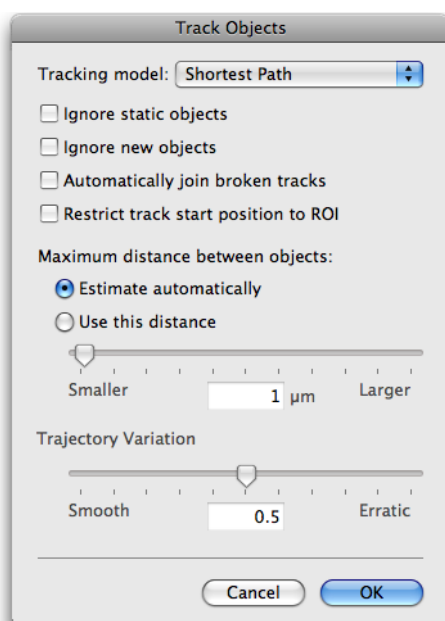 Track Objects
Tracking model: Shortest Path
Ignore static objects
Ignore new objects
Automatically join broken tracks
Restrict track start position to ROI
Maximum distance between objects:
Estimate automatically
Use this distance
Smaller 1 µm Larger
Trajectory Variation
Smooth 0.5 Erratic
Cancel OK